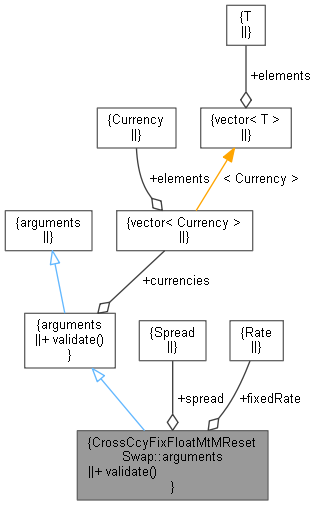 {T
||}
+elements
{Currency
||}
{vector< T >
||}
+elements
< Currency >
{arguments
||}
{vector< Currency >
||}
+currencies
{arguments
||+ validate()
}
{Spread
||}
{Rate
||}
+spread
+fixedRate
{CrossCcyFixFloatMtMReset
Swap::arguments
||+ validate()
}